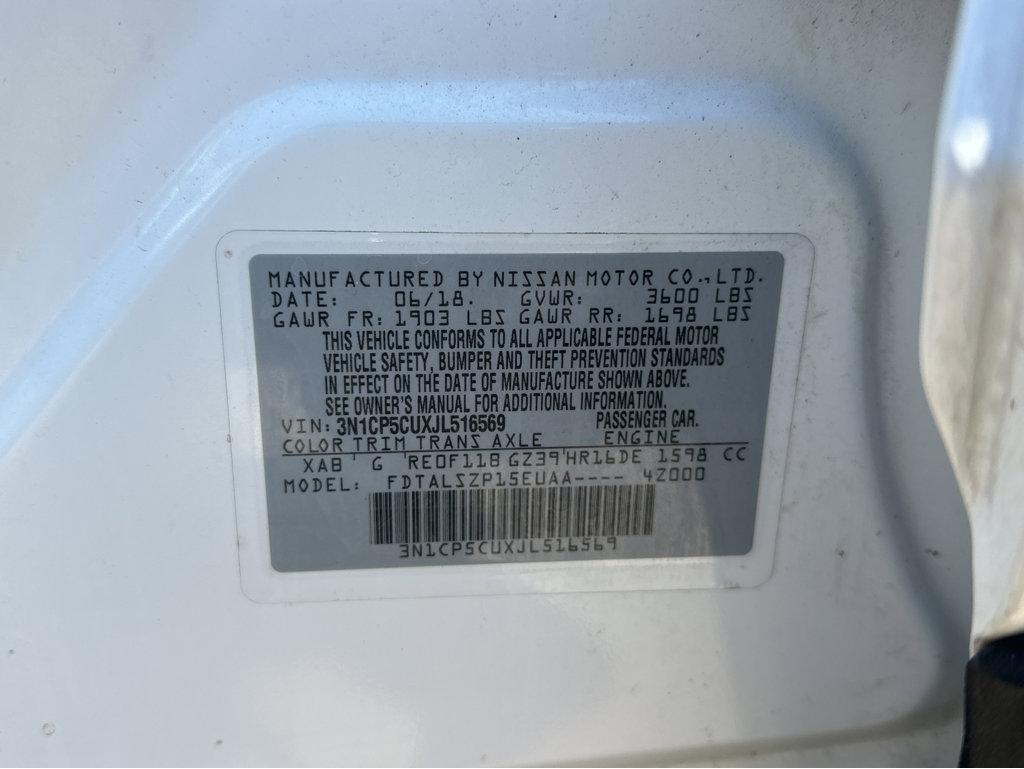 MANUFACTURED BY NISSAN MOTOR CO., LTD.
DATE: 06/18. GVWR: 3600 LBS
GAWR FR: 1903 LBS GAWR RR: 1698 LBS
THIS VEHICLE CONFORMS TO ALL APPLICABLE FEDERAL MOTOR
VEHICLE SAFETY, BUMPER AND THEFT PREVENTION STANDARDS
IN EFFECT ON THE DATE OF MANUFACTURE SHOWN ABOVE.
SEE OWNER'S MANUAL FOR ADDITIONAL INFORMATION.
VIN: 3N1CP5CUXJL516569 PASSENGER CAR.
COLOR TRIM TRANS AXLE ENGINE
XAB G RE0F11B GZ39 HR16DE 1598 CC
MODEL: FDTALSZP15EUAA---- 4Z000
3N1CP5CUXJL516569